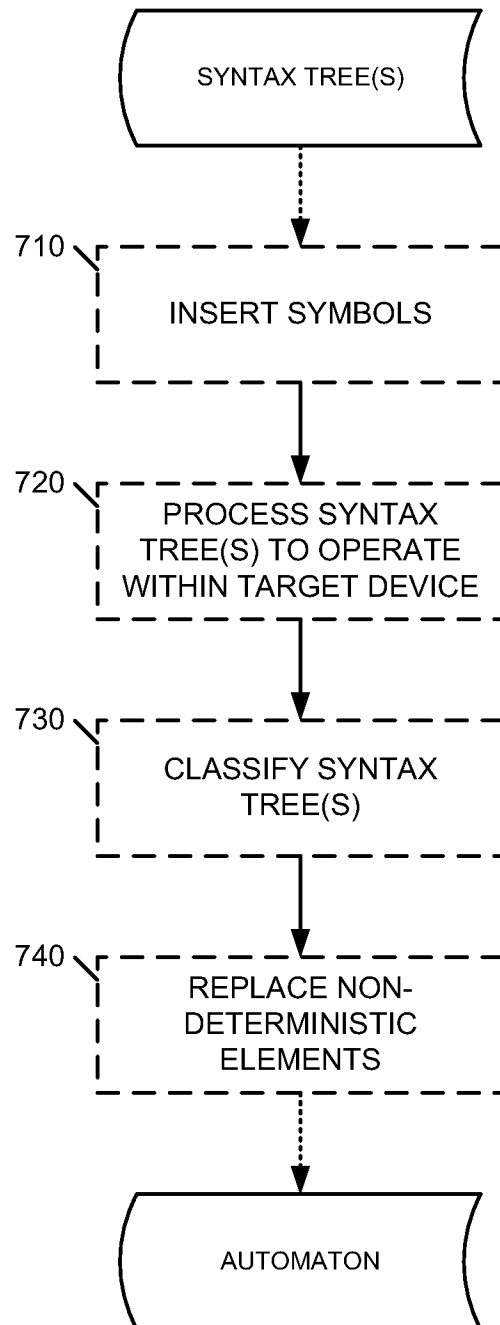 SYNTAX TREE(S)
710
INSERT SYMBOLS
720
PROCESS SYNTAX
TREE(S) TO OPERATE
WITHIN TARGET DEVICE
730
CLASSIFY SYNTAX
TREE(S)
740
REPLACE NON-
DETERMINISTIC
ELEMENTS
AUTOMATON